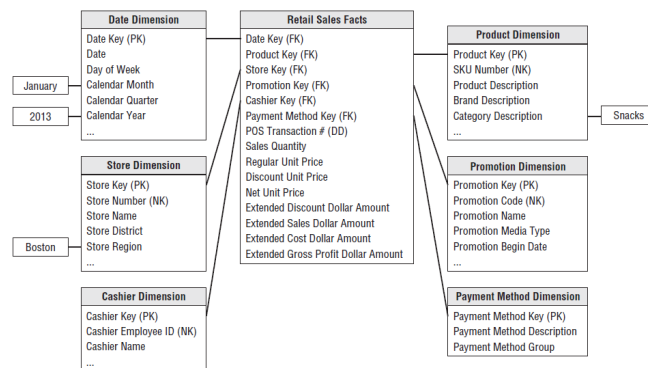 Date Dimension
Date Key (PK)
Date
Day of Week
Calendar Month
Calendar Quarter
Calendar Year
...
January
2013
Store Dimension
Store Key (PK)
Store Number (NK)
Store Name
Store District
Store Region
...
Boston
Cashier Dimension
Cashier Key (PK)
Cashier Employee ID (NK)
Cashier Name
...
Retail Sales Facts
Date Key (FK)
Product Key (FK)
Store Key (FK)
Promotion Key (FK)
Cashier Key (FK)
Payment Method Key (FK)
POS Transaction # (DD)
Sales Quantity
Regular Unit Price
Discount Unit Price
Net Unit Price
Extended Discount Dollar Amount
Extended Sales Dollar Amount
Extended Cost Dollar Amount
Extended Gross Profit Dollar Amount
Product Dimension
Product Key (PK)
SKU Number (NK)
Product Description
Brand Description
Category Description
...
Snacks
Promotion Dimension
Promotion Key (PK)
Promotion Code (NK)
Promotion Name
Promotion Media Type
Promotion Begin Date
...
Payment Method Dimension
Payment Method Key (PK)
Payment Method Description
Payment Method Group